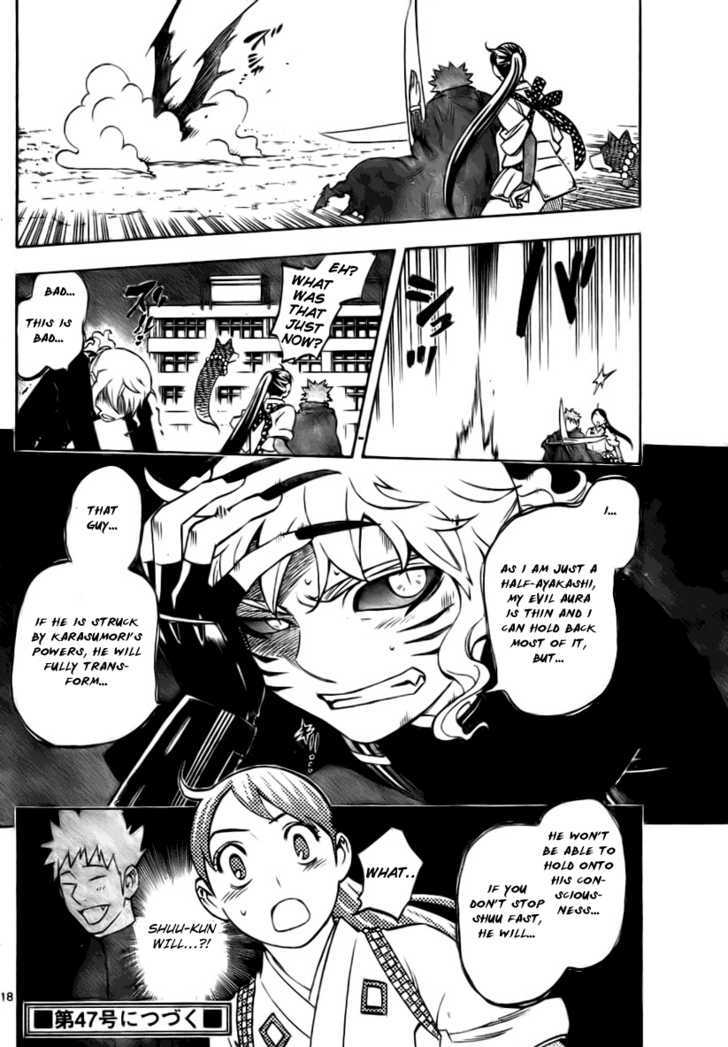 EH?
WHAT
WAS
THAT
JUST
NOW?
BAD...
THIS IS
BAD...
I...
AS I AM JUST A
HALF-AYAKASHI,
MY EVIL AURA
IS THIN AND I
CAN HOLD BACK
MOST OF IT,
BUT...
THAT
GUY...
IF HE IS STRUCK
BY KARASUMORI'S
POWERS, HE WILL
FULLY TRANS-
FORM...
HE WON'T
BE ABLE TO
HOLD ONTO
HIS CON-
SCIOUS-
NESS...
IF YOU
DON'T STOP
SHUU FAST,
HE WILL...
WHAT..
SHUU-KUN
WILL...?!
18
■第47号につづく■